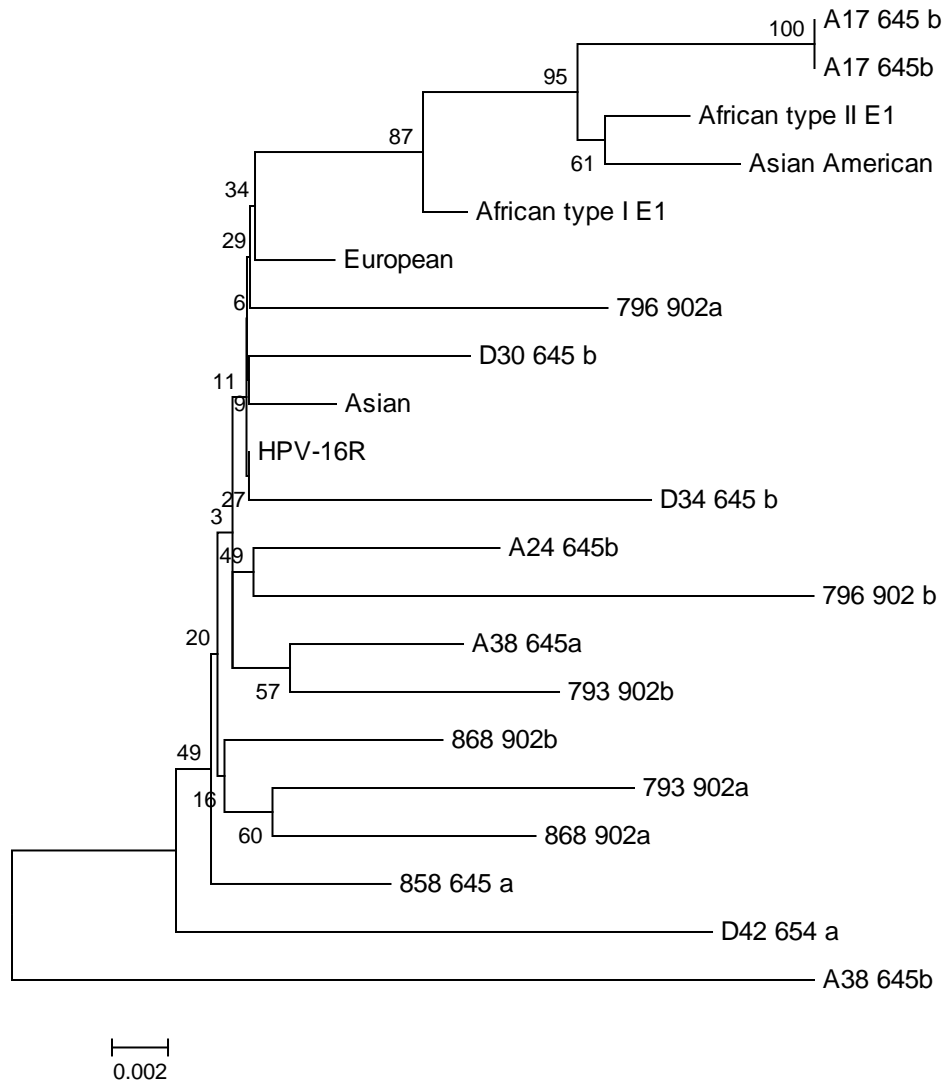 A17 645 b
100
A17 645b
95
African type II E1
87
61
Asian American
34
African type I E1
29
European
6
796 902a
D30 645 b
11
9
Asian
HPV-16R
27
D34 645 b
3
49
A24 645b
796 902 b
20
A38 645a
57
793 902b
49
868 902b
16
793 902a
60
868 902a
858 645 a
D42 654 a
A38 645b
0.002